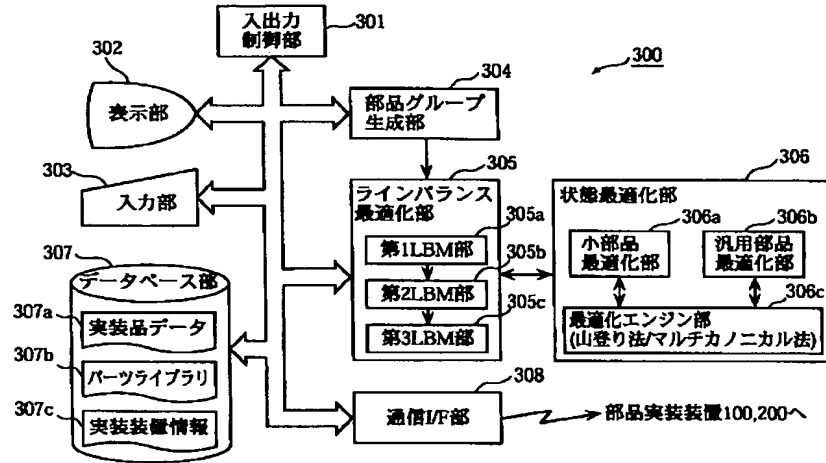 入出力
制御部
301
302
表示部
300
304
部品グループ
生成部
303
入力部
305
ラインバランス
最適化部
305a
第1LBM部
305b
第2LBM部
305c
第3LBM部
306
状態最適化部
306a
小部品
最適化部
306b
汎用部品
最適化部
306c
最適化エンジン部
(山登り法/マルチカノニカル法)
307
データベース部
307a
実装品データ
307b
パーツライブラリ
307c
実装装置情報
308
通信I/F部
部品実装装置100,200へ